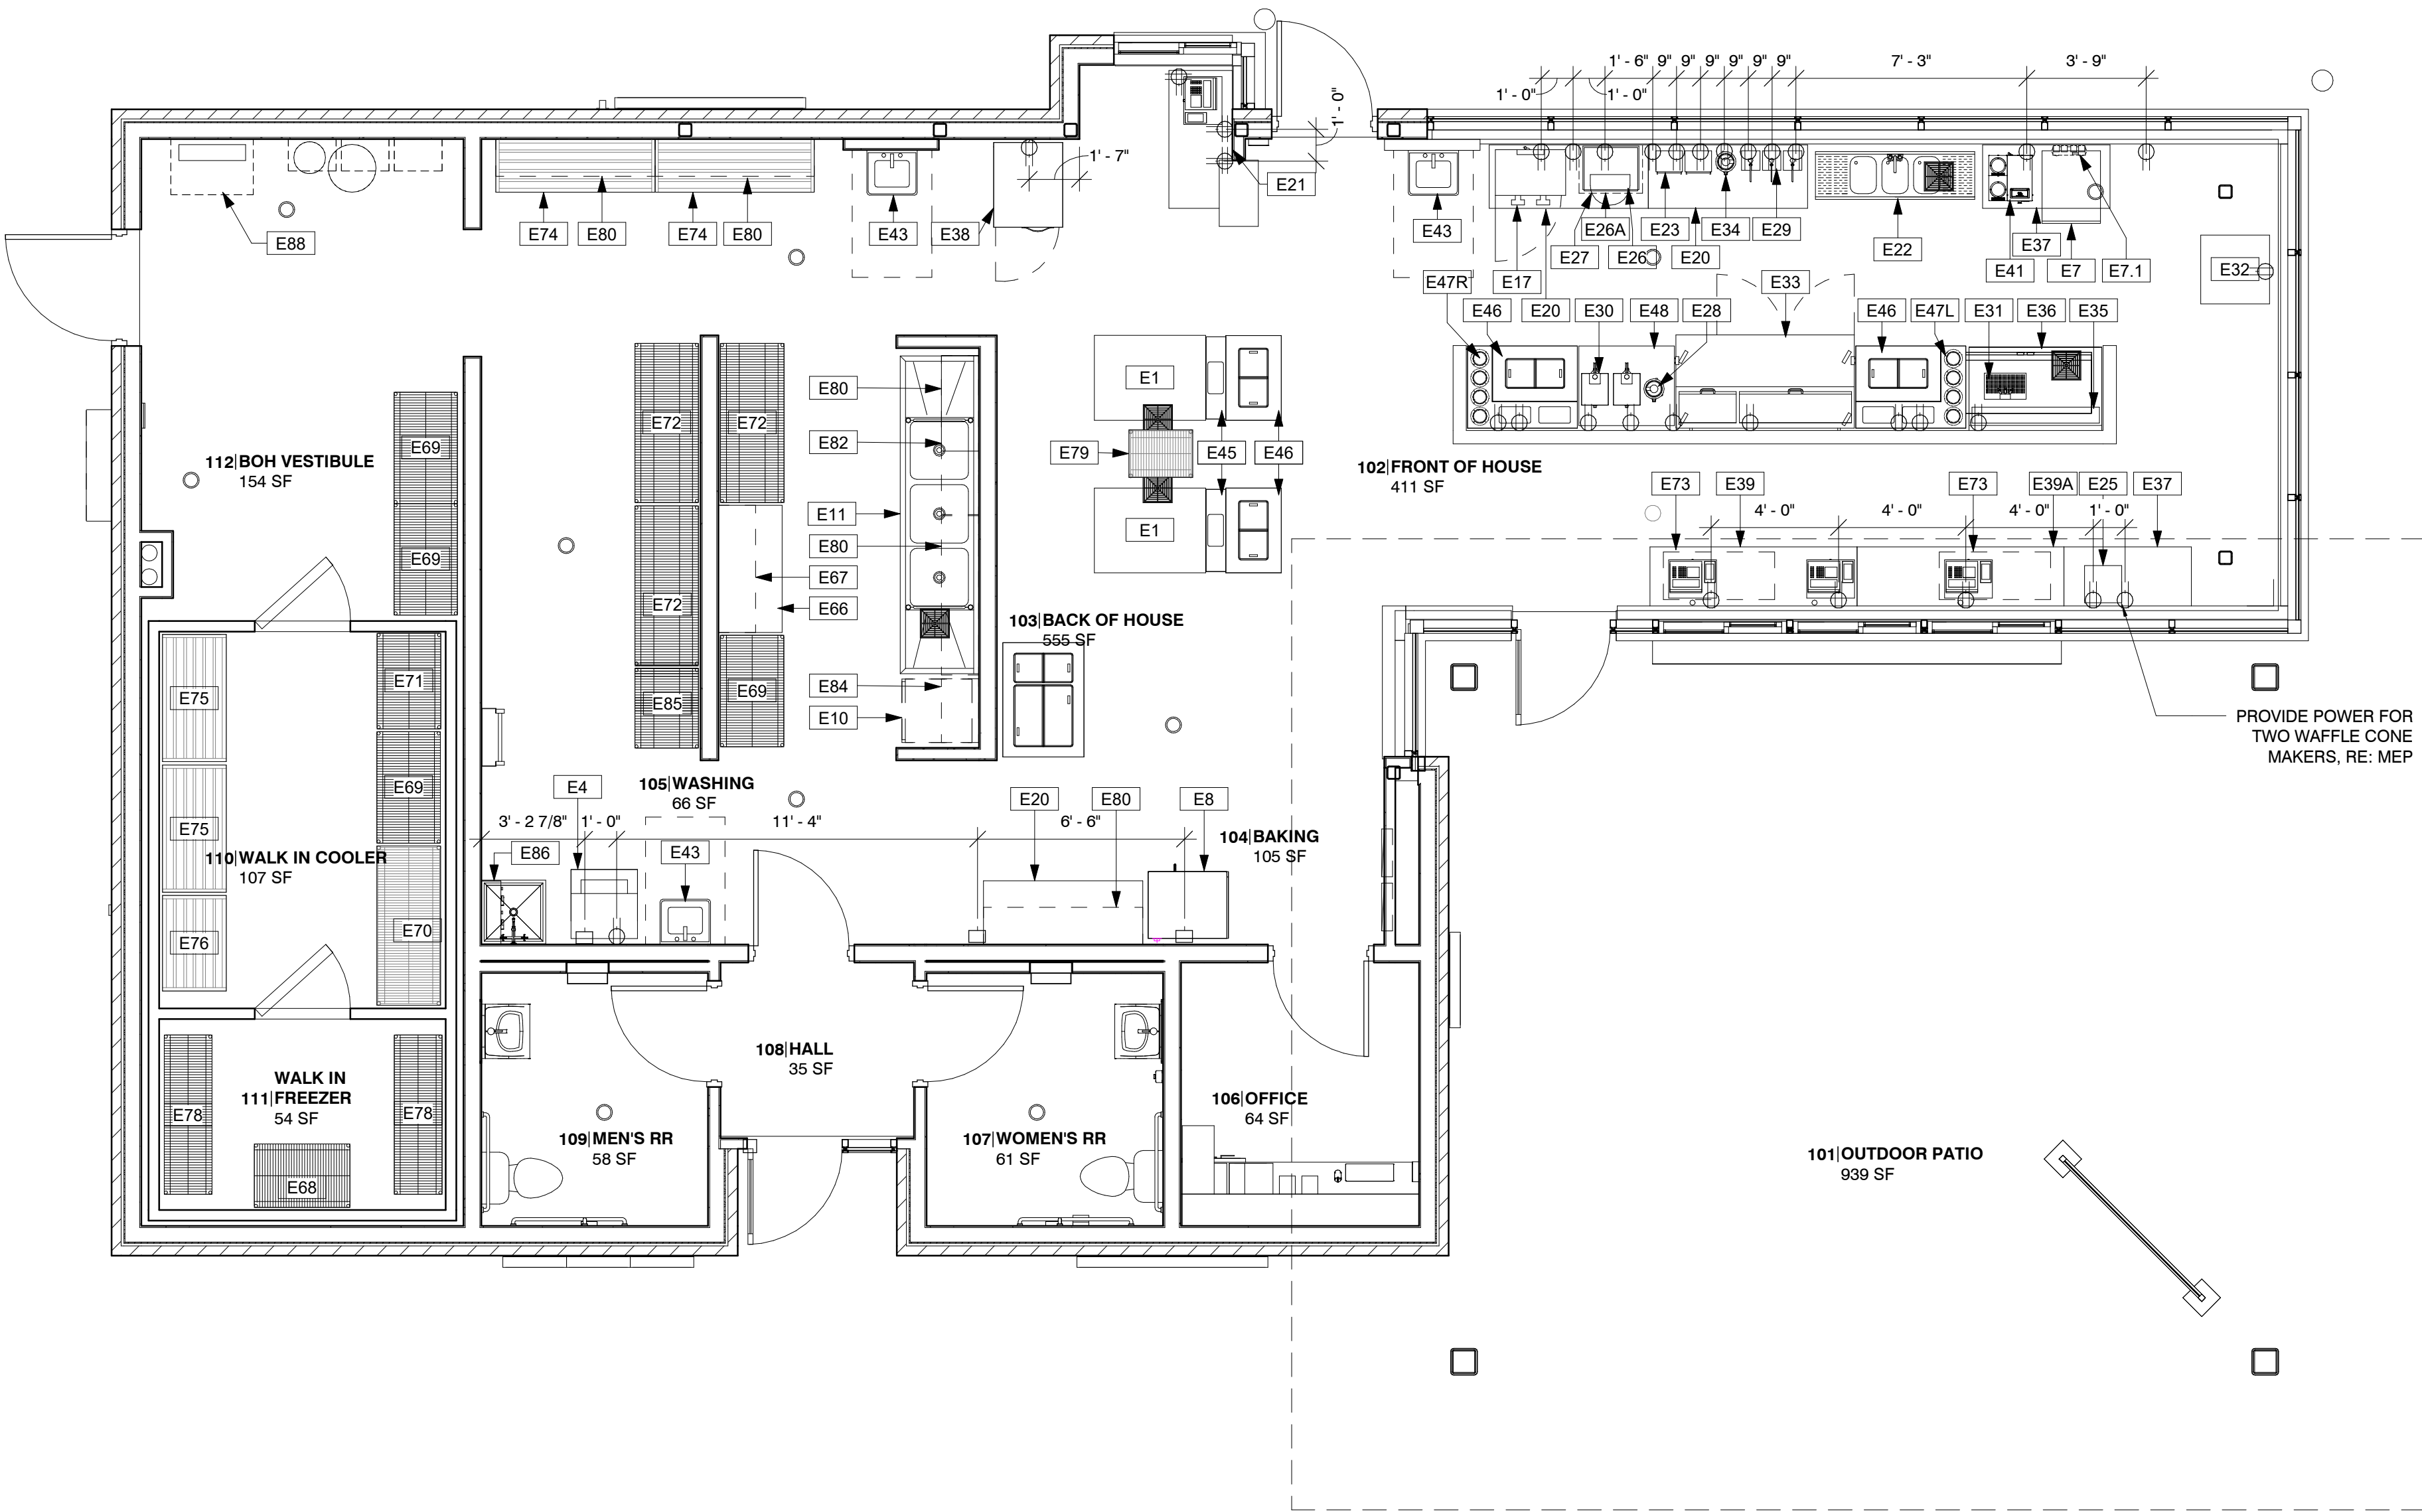 1' - 6" 9" 9" 9" 9" 9" 9" 7' - 3" 3' - 9"
1' - 0" 1' - 0" 1' - 0"
1' - 7"
E21
E88 E74 E80 E74 E80 E43 E38
E43 E26A E23 E34 E29 E22 E37
E27 E26 E20 E41 E7 E7.1 E32
E47R E17 E33
E46 E20 E30 E48 E28 E46 E47L E31 E36 E35
E1
E80
E72 E72
E82
E69
E79 E45 E46
112|BOH VESTIBULE
154 SF
102|FRONT OF HOUSE
411 SF
E73 E39 E73 E39A E25 E37
4' - 0" 4' - 0" 4' - 0" 1' - 0"
E11
E1
E80
E69
E67
E72
E66
103|BACK OF HOUSE
555 SF
E71
E75
E84
E69
E85
E10
PROVIDE POWER FOR
TWO WAFFLE CONE
MAKERS, RE: MEP
105|WASHING
66 SF
E4
E69
E20 E80 E8
3' - 2 7/8" 1' - 0" 11' - 4" 6' - 6"
E75
104|BAKING
105 SF
E86 E43
110|WALK IN COOLER
107 SF
E70
E76
108|HALL
35 SF
WALK IN
111|FREEZER
54 SF
E78 E78
106|OFFICE
64 SF
109|MEN'S RR
58 SF
107|WOMEN'S RR
61 SF
101|OUTDOOR PATIO
939 SF
E68